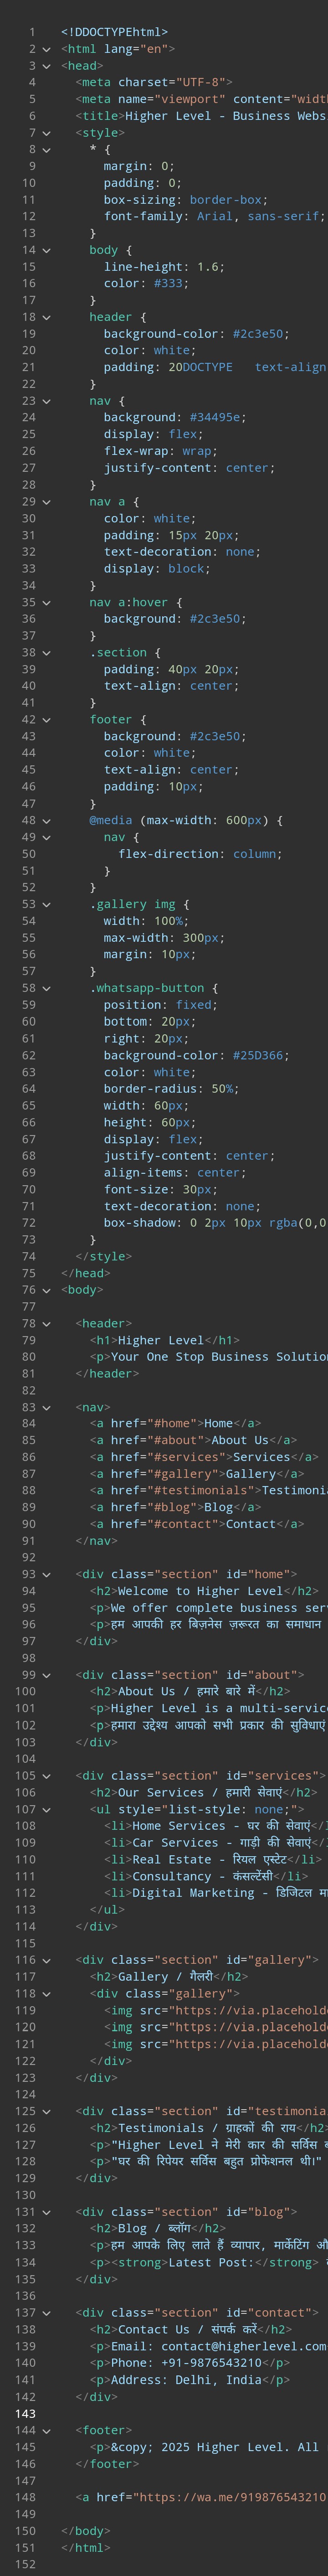 1 <!DDOCTYPEhtml>
2 <html lang="en">
3 <head>
4 <meta charset="UTF-8">
5 <meta name="viewport" content="width
6 <title>Higher Level - Business Webs
7 <style>
8 * {
9 margin: 0;
10 padding: 0;
11 box-sizing: border-box;
12 font-family: Arial, sans-serif;
13 }
14 body {
15 line-height: 1.6;
16 color: #333;
17 }
18 header {
19 background-color: #2c3e50;
20 color: white;
21 padding: 20DOCTYPE text-align
22 }
23 nav {
24 background: #34495e;
25 display: flex;
26 flex-wrap: wrap;
27 justify-content: center;
28 }
29 nav a {
30 color: white;
31 padding: 15px 20px;
32 text-decoration: none;
33 display: block;
34 }
35 nav a:hover {
36 background: #2c3e50;
37 }
38 .section {
39 padding: 40px 20px;
40 text-align: center;
41 }
42 footer {
43 background: #2c3e50;
44 color: white;
45 text-align: center;
46 padding: 10px;
47 }
48 @media (max-width: 600px) {
49 nav {
50 flex-direction: column;
51 }
52 }
53 .gallery img {
54 width: 100%;
55 max-width: 300px;
56 margin: 10px;
57 }
58 .whatsapp-button {
59 position: fixed;
60 bottom: 20px;
61 right: 20px;
62 background-color: #25D366;
63 color: white;
64 border-radius: 50%;
65 width: 60px;
66 height: 60px;
67 display: flex;
68 justify-content: center;
69 align-items: center;
70 font-size: 30px;
71 text-decoration: none;
72 box-shadow: 0 2px 10px rgba(0,0
73 }
74 </style>
75 </head>
76 <body>
77
78 <header>
79 <h1>Higher Level</h1>
80 <p>Your One Stop Business Solution
81 </header>
82
83 <nav>
84 <a href="#home">Home</a>
85 <a href="#about">About Us</a>
86 <a href="#services">Services</a>
87 <a href="#gallery">Gallery</a>
88 <a href="#testimonials">Testimonia
89 <a href="#blog">Blog</a>
90 <a href="#contact">Contact</a>
91 </nav>
92
93 <div class="section" id="home">
94 <h2>Welcome to Higher Level</h2>
95 <p>We offer complete business serv
96 <p>हम आपकी हर बिज़नेस ज़रूरत का समाधान
97 </div>
98
99 <div class="section" id="about">
100 <h2>About Us / हमारे बारे में</h2>
101 <p>Higher Level is a multi-service
102 <p>हमारा उद्देश्य आपको सभी प्रकार की सुविधाएं
103 </div>
104
105 <div class="section" id="services">
106 <h2>Our Services / हमारी सेवाएं</h2>
107 <ul style="list-style: none;">
108 <li>Home Services - घर की सेवाएं</l
109 <li>Car Services - गाड़ी की सेवाएं</li
110 <li>Real Estate - रियल एस्टेट</li>
111 <li>Consultancy - कंसल्टेंसी</li>
112 <li>Digital Marketing - डिजिटल मा
113 </ul>
114 </div>
115
116 <div class="section" id="gallery">
117 <h2>Gallery / गैलरी</h2>
118 <div class="gallery">
119 <img src="https://via.placeholde
120 <img src="https://via.placeholde
121 <img src="https://via.placeholde
122 </div>
123 </div>
124
125 <div class="section" id="testimonia
126 <h2>Testimonials / ग्राहकों की राय</h2>
127 <p>"Higher Level ने मेरी कार की सर्विस
128 <p>"घर की रिपेयर सर्विस बहुत प्रोफेशनल थी।"
129 </div>
130
131 <div class="section" id="blog">
132 <h2>Blog / ब्लॉग</h2>
133 <p>हम आपके लिए लाते हैं व्यापार, मार्केटिंग औ
134 <p><strong>Latest Post:</strong>
135 </div>
136
137 <div class="section" id="contact">
138 <h2>Contact Us / संपर्क करें</h2>
139 <p>Email: contact@higherlevel.com
140 <p>Phone: +91-9876543210</p>
141 <p>Address: Delhi, India</p>
142 </div>
143
144 <footer>
145 <p>&copy; 2025 Higher Level. All
146 </footer>
147
148 <a href="https://wa.me/919876543210
149
150 </body>
151 </html>
152